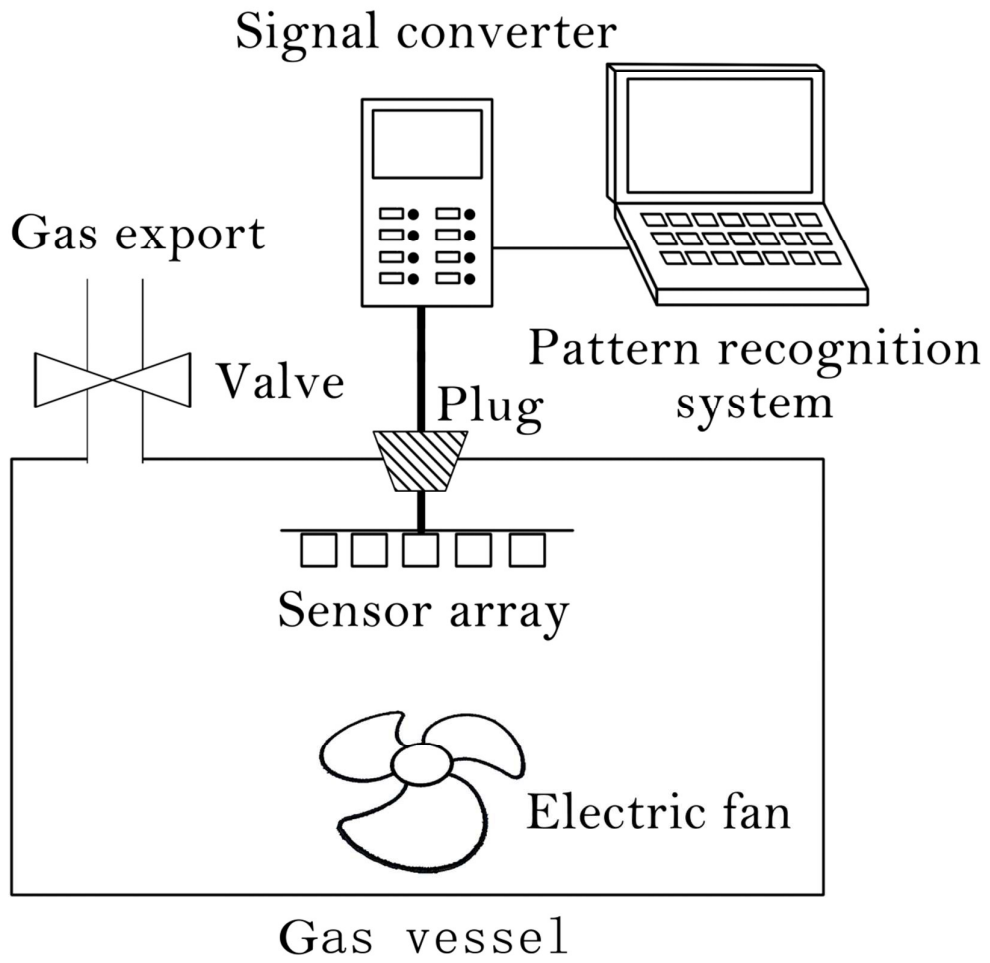 Signal converter
Gas export
Valve
Plug
Pattern recognition
system
Sensor array
Electric fan
Gas vessel